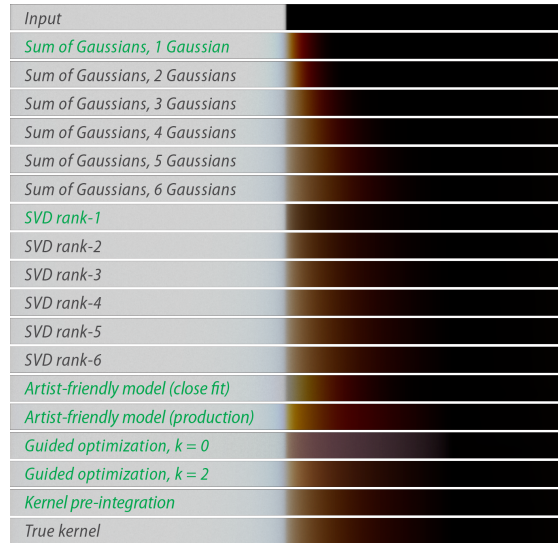 Input
Sum of Gaussians, 1 Gaussian
Sum of Gaussians, 2 Gaussians
Sum of Gaussians, 3 Gaussians
Sum of Gaussians, 4 Gaussians
Sum of Gaussians, 5 Gaussians
Sum of Gaussians, 6 Gaussians
SVD rank-1
SVD rank-2
SVD rank-3
SVD rank-4
SVD rank-5
SVD rank-6
Artist-friendly model (close fit)
Artist-friendly model (production)
Guided optimization, k = 0
Guided optimization, k = 2
Kernel pre-integration
True kernel